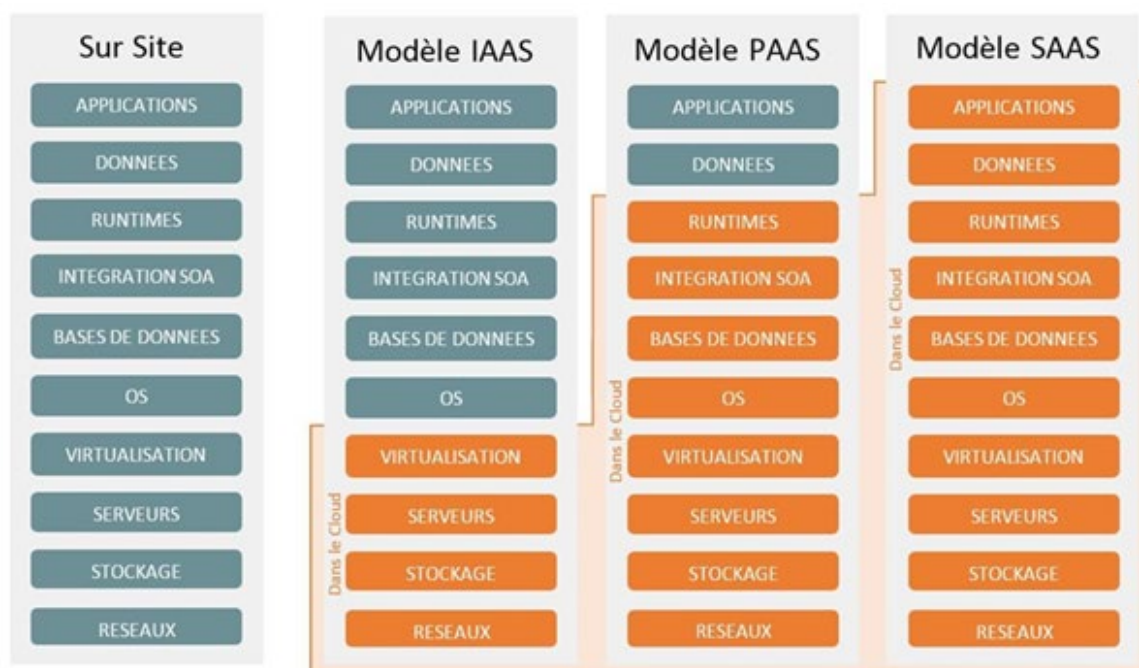 Sur Site
APPLICATIONS
DONNEES
RUNTIMES
INTEGRATION SOA
BASES DE DONNEES
OS
VIRTUALISATION
SERVEURS
STOCKAGE
RESEAUX
Modèle IAAS
APPLICATIONS
DONNEES
RUNTIMES
INTEGRATION SOA
BASES DE DONNEES
OS
VIRTUALISATION
SERVEURS
STOCKAGE
RESEAUX
Dans le Cloud
Modèle PAAS
APPLICATIONS
DONNEES
RUNTIMES
INTEGRATION SOA
BASES DE DONNEES
OS
VIRTUALISATION
SERVEURS
STOCKAGE
RESEAUX
Dans le Cloud
Modèle SAAS
APPLICATIONS
DONNEES
RUNTIMES
INTEGRATION SOA
BASES DE DONNEES
OS
VIRTUALISATION
SERVEURS
STOCKAGE
RESEAUX
Dans le Cloud